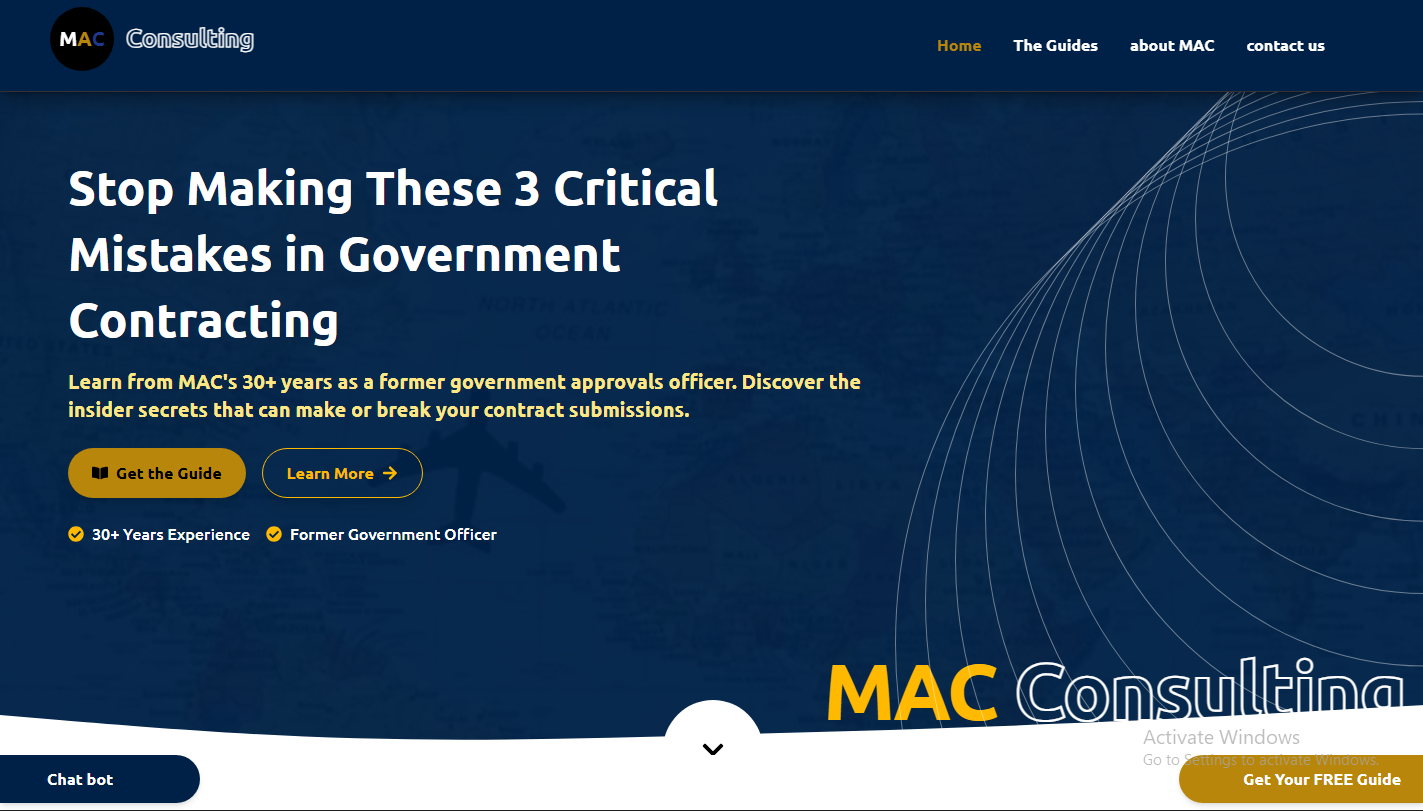 MAC Consulting
Home The Guides about MAC contact us
Stop Making These 3 Critical
Mistakes in Government
Contracting
NORTH ATLANTIC
OCEAN
Learn from MAC's 30+ years as a former government approvals officer. Discover the
insider secrets that can make or break your contract submissions.
Get the Guide Learn More
30+ Years Experience Former Government Officer
ALGERIA LIBYA
MAC Consulting
Activate Windows
Go to Settings to activate Windows.
Chat bot
Get Your FREE Guide